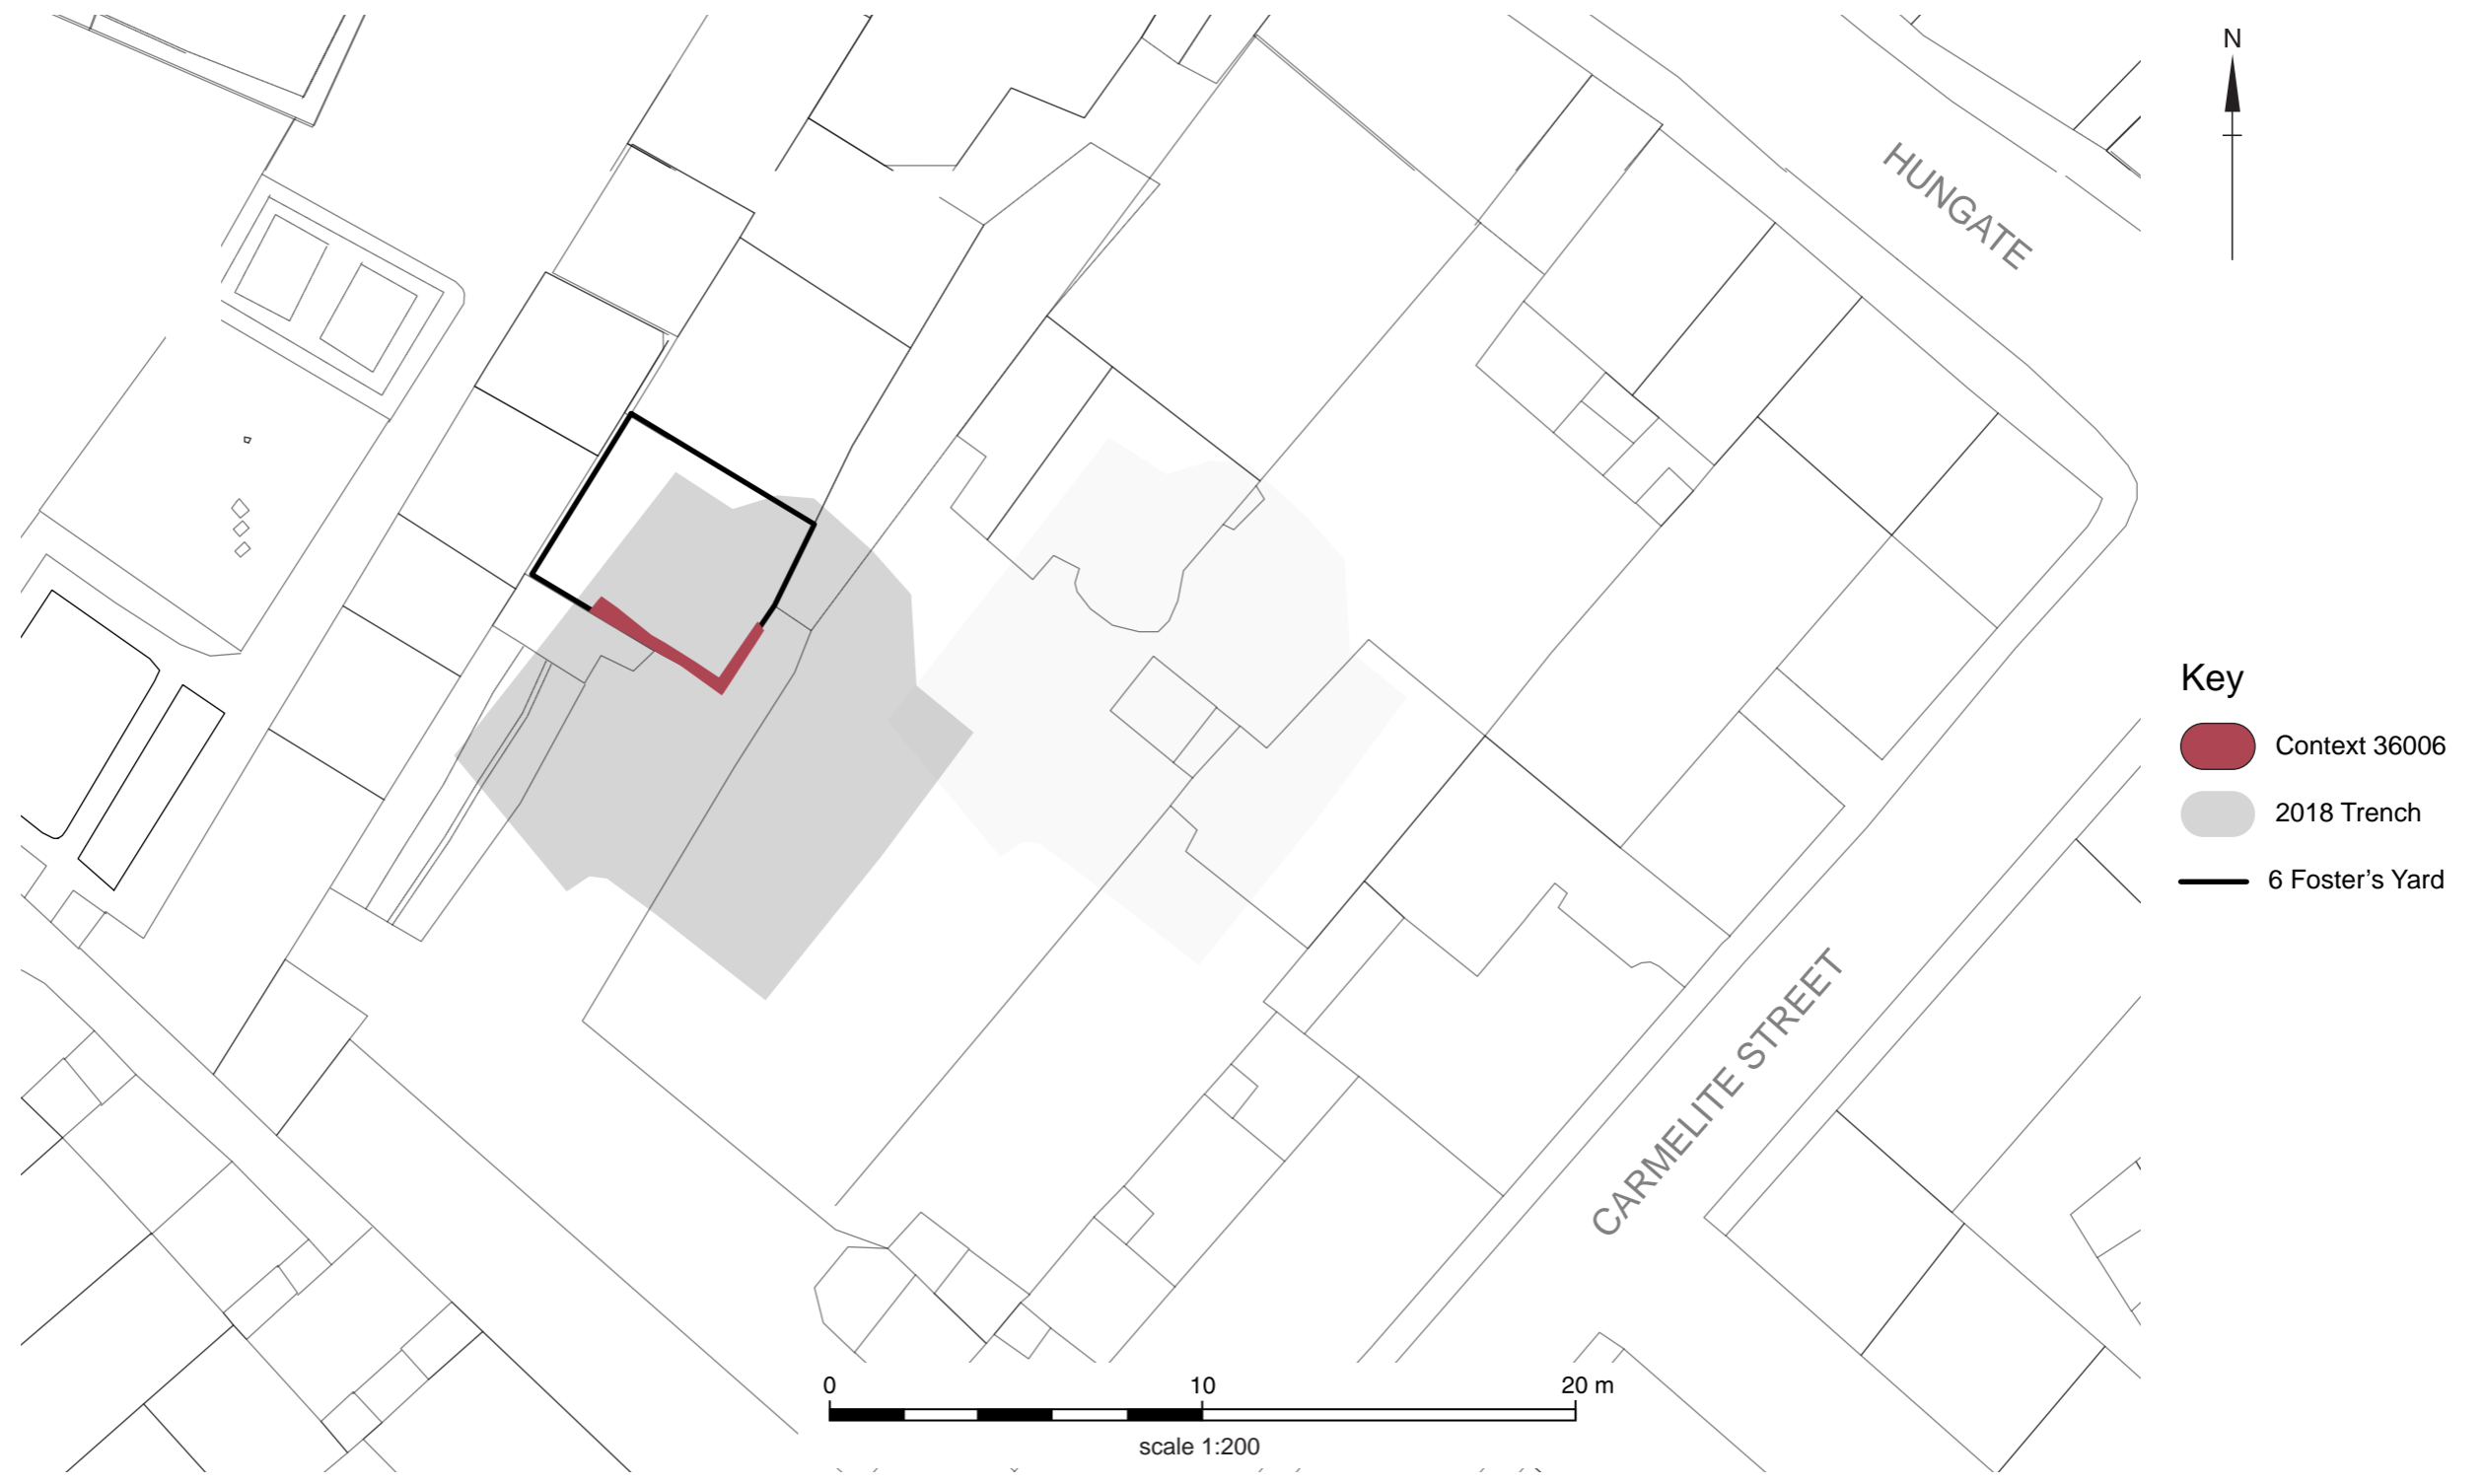 N
HUNGATE
Key
Context 36006
2018 Trench
6 Foster’s Yard
CARMELITE STREET
0 10 20 m
scale 1:200